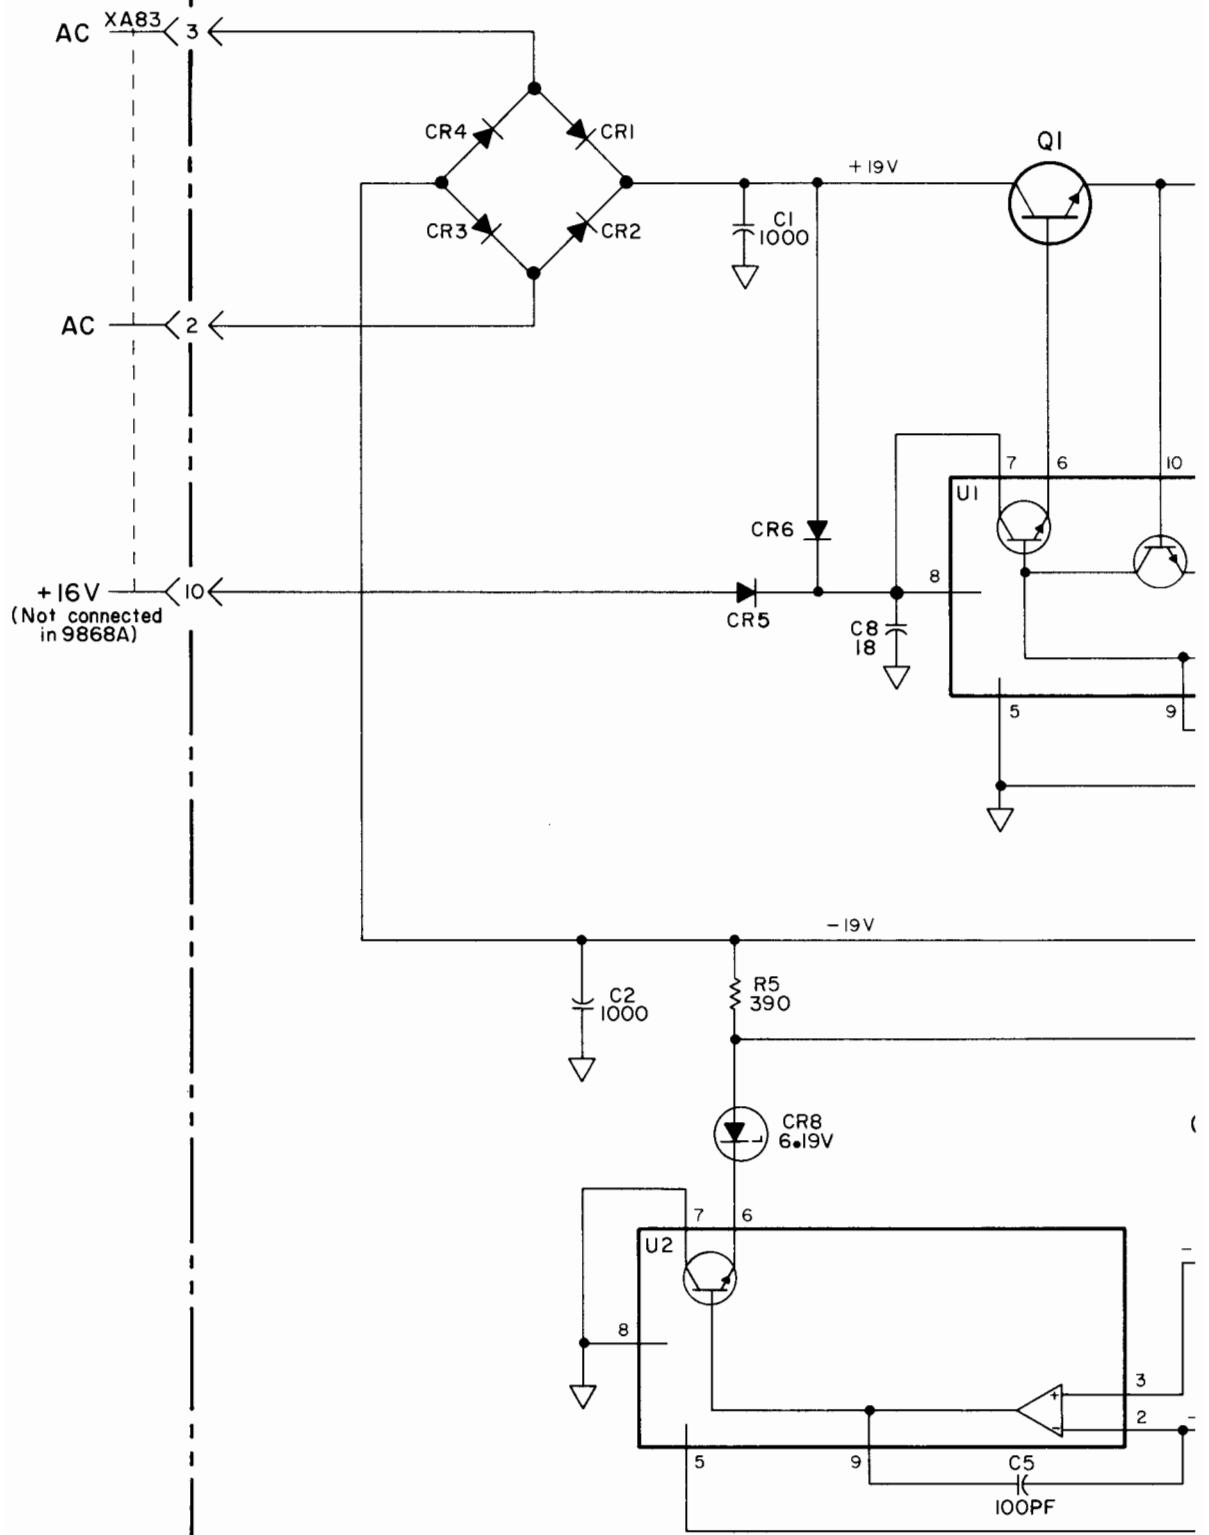 XA83
AC 3
CR4 CR1
Q1
+19V
C1
1000
CR3 CR2
AC 2
7 6 10
U1
CR6
8
+16V 10
(Not connected
in 9868A)
CR5
C8
18
5 9
-19V
C2
1000
R5
390
CR8
6.19V
7 6
U2
8
3
+
2
-
5 9
C5
100PF